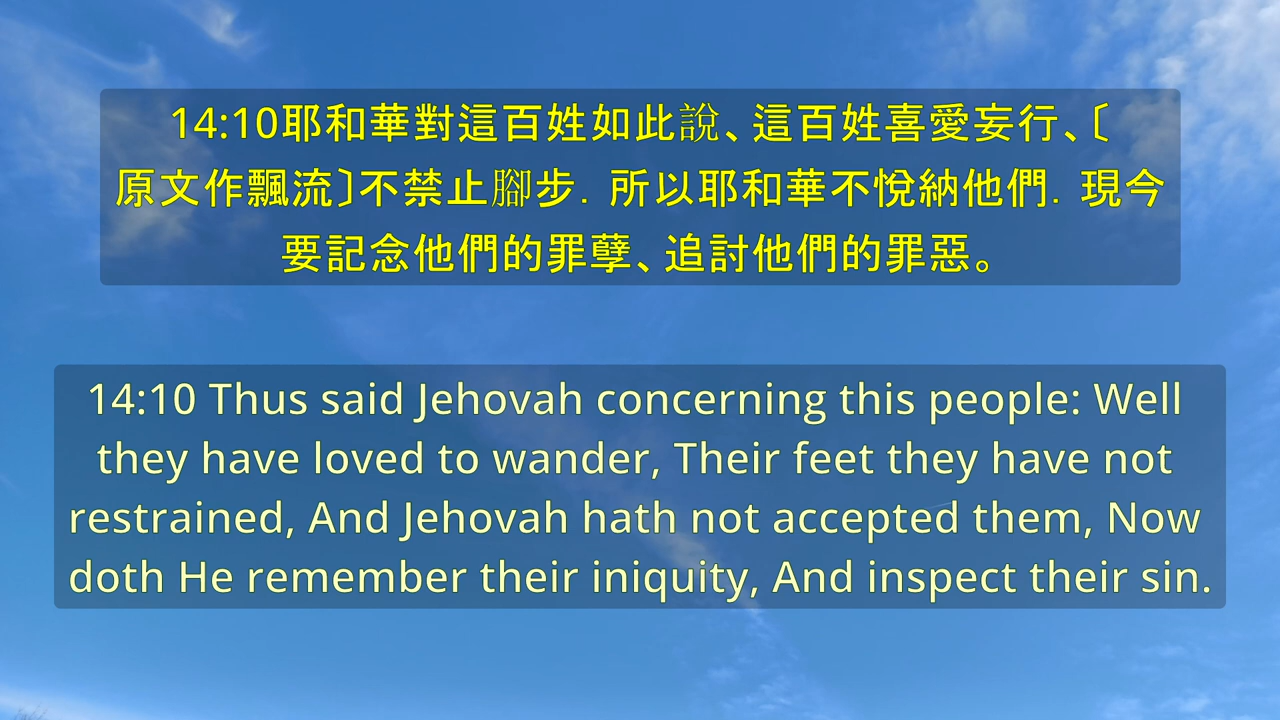 14:10耶和華對這百姓如此說、這百姓喜愛妄行、〔
原文作飄流〕不禁止腳步．所以耶和華不悅納他們．現今
要記念他們的罪孽、追討他們的罪惡。
14:10 Thus said Jehovah concerning this people: Well
they have loved to wander, Their feet they have not
restrained, And Jehovah hath not accepted them, Now
doth He remember their iniquity, And inspect their sin.